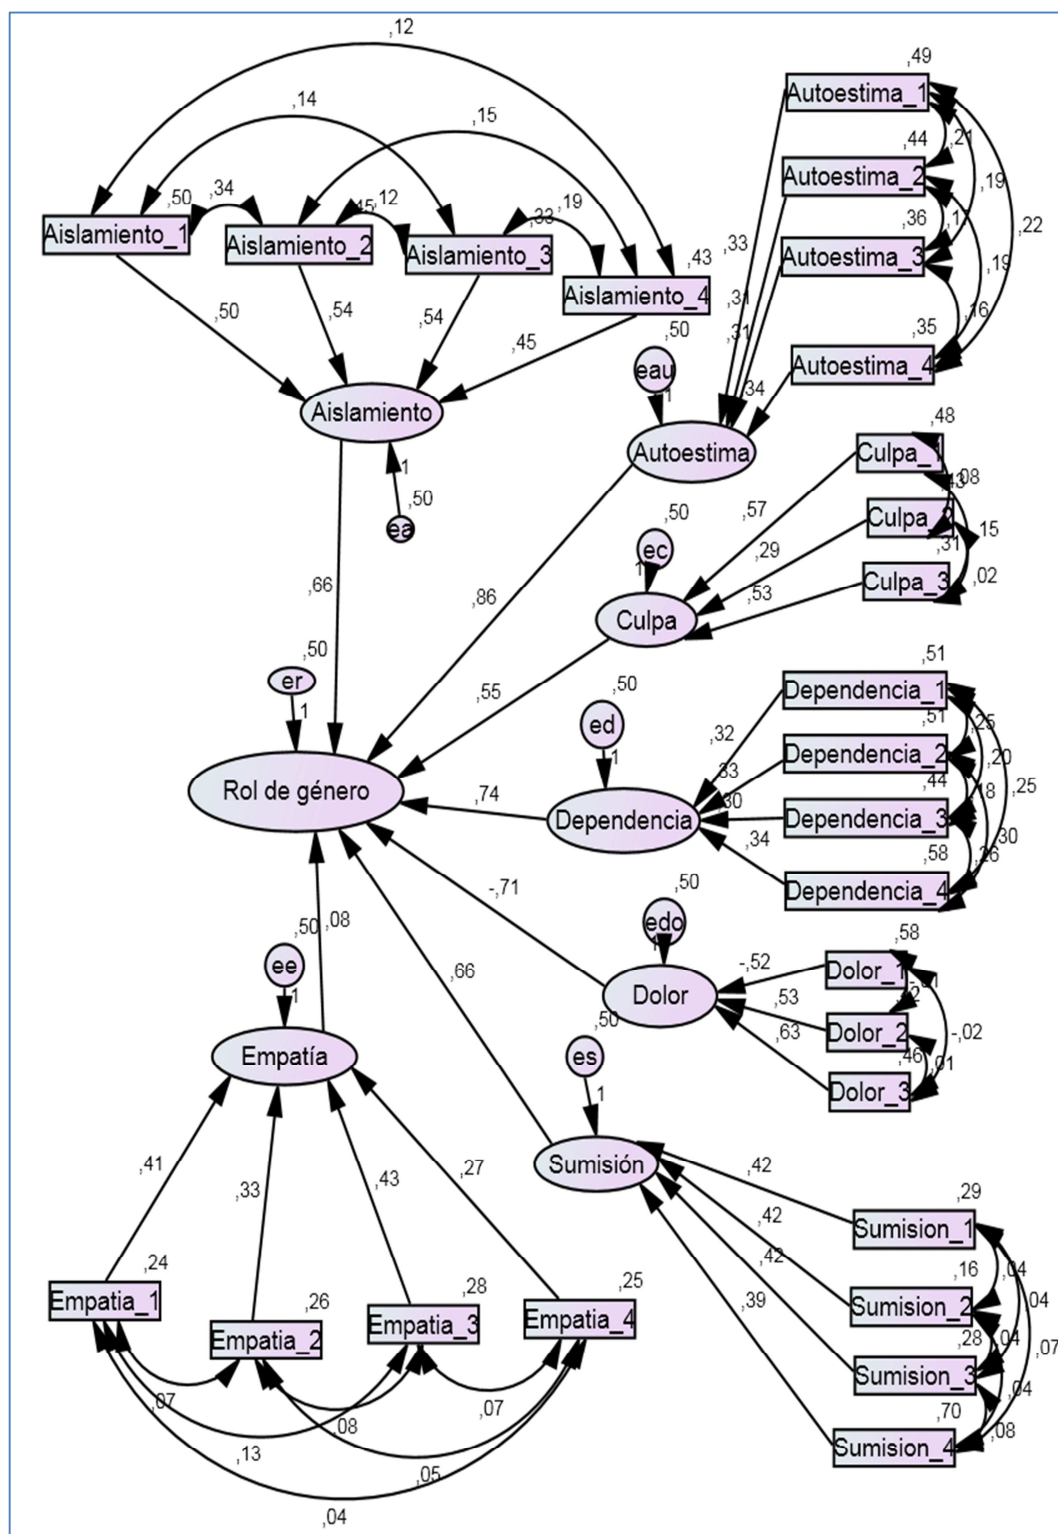 ,12
,14
,15
,50
,34
,12
,19
,43
Aislamiento_1
Aislamiento_2
Aislamiento_3
Aislamiento_4
,50
,54
,54
,45
Aislamiento
1
,50
ea
,66
,49
Autoestima_1
,44
,21
Autoestima_2
,19
,36
Autoestima_3
,22
,19
,16
,35
Autoestima_4
,33
,31
,31
,34
,50
eau
1
Autoestima
,86
,48
Culpa_1
,08
,43
Culpa_2
,15
,31
Culpa_3
,02
,57
,29
,53
,50
ec
Culpa
,55
,50
er
1
Rol de género
,51
Dependencia_1
,51
,25
Dependencia_2
,20
,44
,18
,25
Dependencia_3
,30
,58
,26
Dependencia_4
,32
,33
,30
,34
,50
ed
1
Dependencia
,74
,50
edo
Dolor
-,71
,58
Dolor_1
-,52
Dolor_2
,53
-,02
,46
,01
Dolor_3
,63
,50
es
1
Sumisión
,66
,50
,08
ee
1
Empatía
,41
,33
,43
,27
,24
Empatia_1
,26
Empatia_2
,28
Empatia_3
,25
Empatia_4
,07
,08
,07
,13
,05
,04
,42
,42
,42
,39
,29
Sumision_1
,04
,16
,04
Sumision_2
,07
,28
,04
Sumision_3
,04
,70
,08
Sumision_4